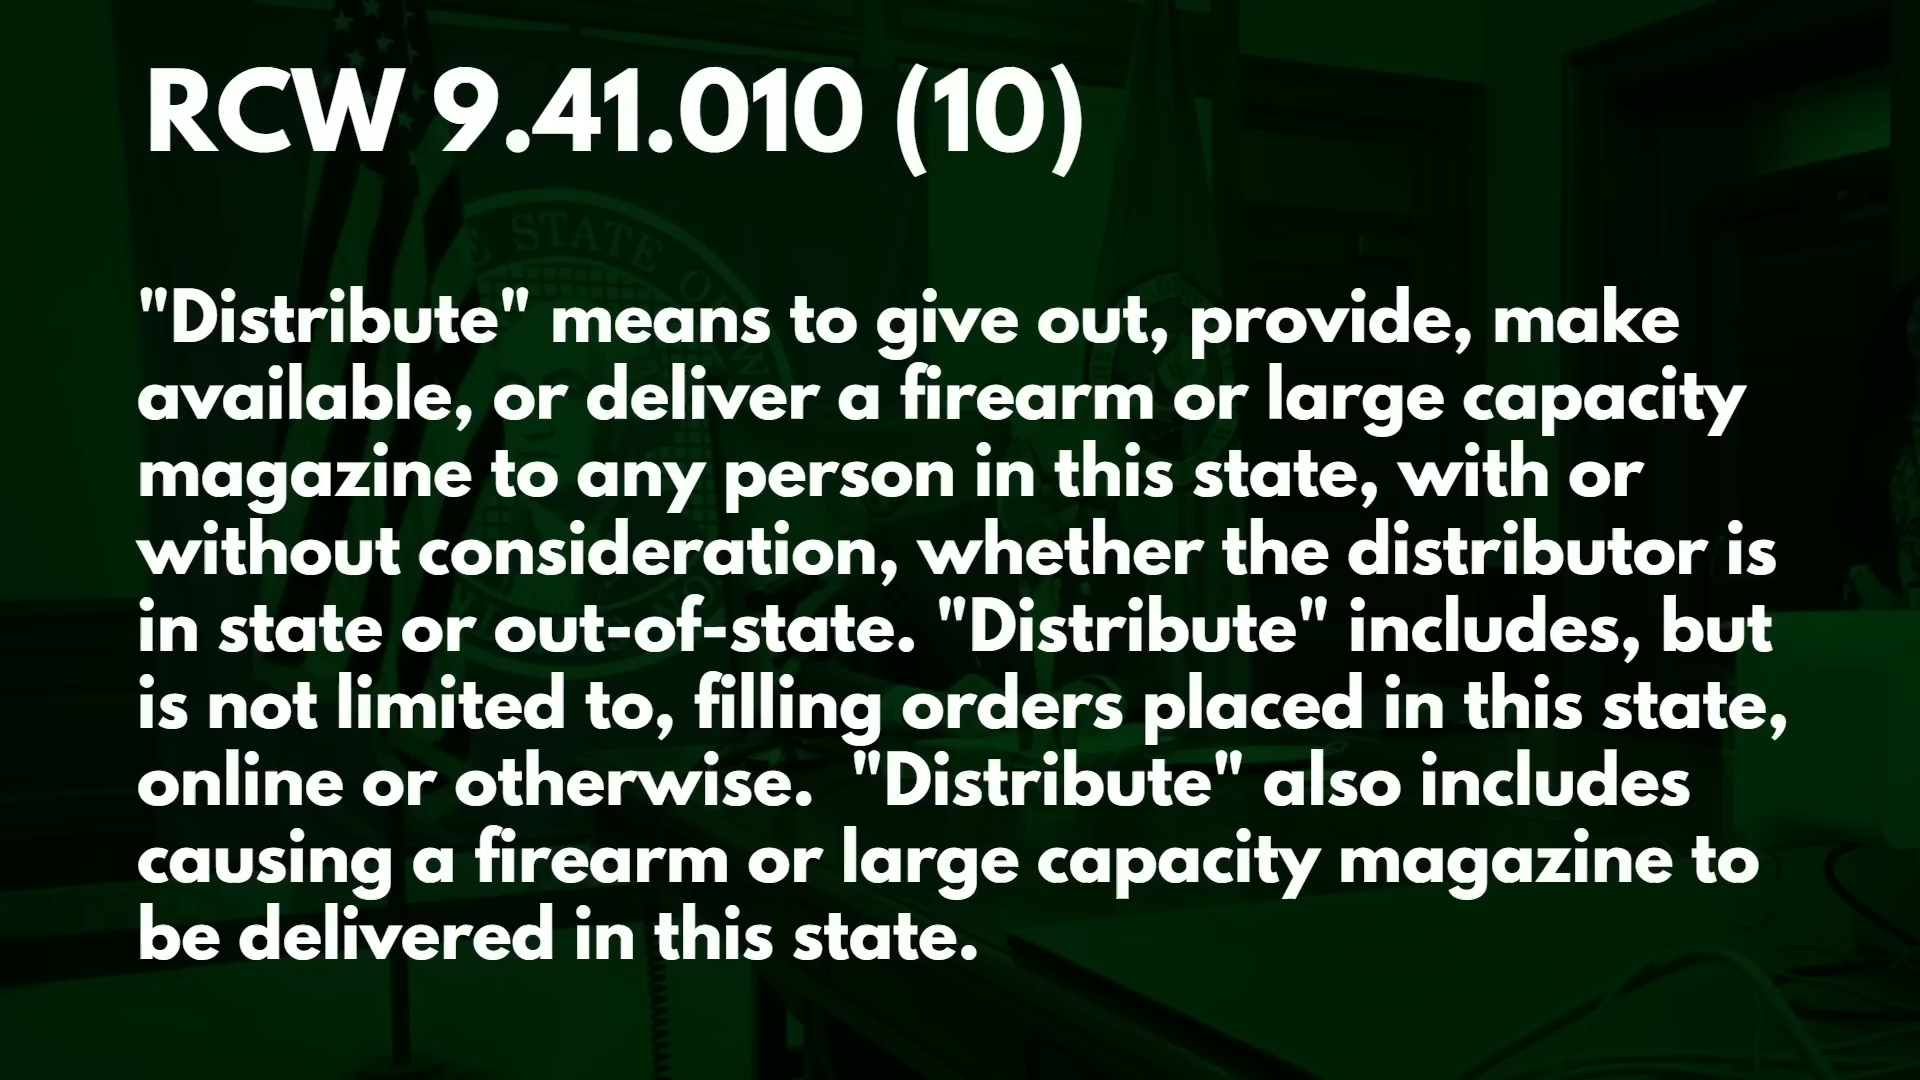 RCW 9.41.010 (10)
"Distribute" means to give out, provide, make
available, or deliver a firearm or large capacity
magazine to any person in this state, with or
without consideration, whether the distributor is
in state or out-of-state. "Distribute" includes, but
is not limited to, filling orders placed in this state,
online or otherwise.  "Distribute" also includes
causing a firearm or large capacity magazine to
be delivered in this state.
STATE